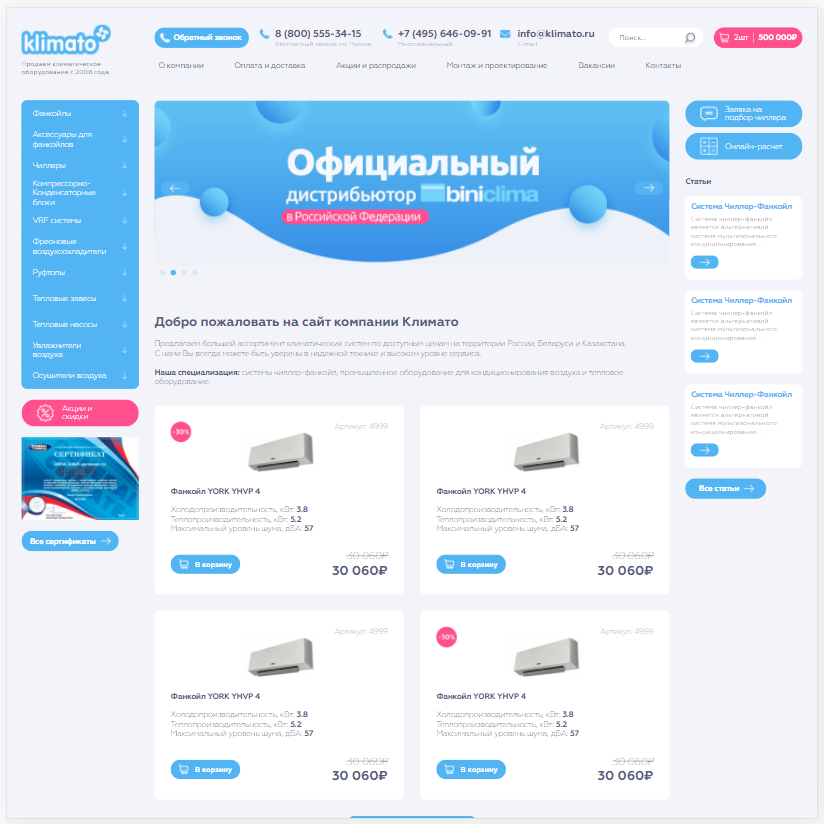 klimato
Продаем климатическое
оборудование с 2008 года
Обратный звонок
8 (800) 555-34-15
Бесплатный звонок по России
+7 (495) 646-09-91
Многоканальный
info@klimato.ru
E-mail
Поиск...
2шт
500 000₽
О компании
Оплата и доставка
Акции и распродажи
Монтаж и проектирование
Вакансии
Контакты
Фанкойлы
Аксессуары для
фанкойлов
Чиллеры
Компрессорно-
Конденсаторные
блоки
VRF системы
Фреоновые
воздухоохладители
Руфтопы
Тепловые завесы
Тепловые насосы
Увлажнители
воздуха
Осушители воздуха
Акции и
скидки
СЕРТИФИКАТ
Все сертификаты
Официальный
дистрибьютор biniclima
в Российской Федерации
Добро пожаловать на сайт компании Климато
Предлагаем большой ассортимент климатических систем по доступным ценам на территории России, Беларуси и Казахстана.
С нами Вы всегда можете быть уверены в надежной технике и высоком уровне сервиса.
Наша специализация: системы чиллер-фанкойл, промышленное оборудование для кондиционирования воздуха и тепловое
оборудование.
-30%
Артикул: 4999
Фанкойл YORK YHVP 4
Холодопроизводительность, кВт: 3.8
Теплопроизводительность, кВт: 5.2
Максимальный уровень шума, дБА: 57
В корзину
30 060₽
30 060₽
Артикул: 4999
Фанкойл YORK YHVP 4
Холодопроизводительность, кВт: 3.8
Теплопроизводительность, кВт: 5.2
Максимальный уровень шума, дБА: 57
В корзину
30 060₽
30 060₽
Артикул: 4999
Фанкойл YORK YHVP 4
Холодопроизводительность, кВт: 3.8
Теплопроизводительность, кВт: 5.2
Максимальный уровень шума, дБА: 57
В корзину
30 060₽
30 060₽
-30%
Артикул: 4999
Фанкойл YORK YHVP 4
Холодопроизводительность, кВт: 3.8
Теплопроизводительность, кВт: 5.2
Максимальный уровень шума, дБА: 57
В корзину
30 060₽
30 060₽
Заявка на
подбор чиллера
Онлайн-расчет
Статьи
Система Чиллер-Фанкойл
Система чиллер-фанкойл
является альтернативой
системе мультизонального
кондиционирования...
Система Чиллер-Фанкойл
Система чиллер-фанкойл
является альтернативой
системе мультизонального
кондиционирования...
Система Чиллер-Фанкойл
Система чиллер-фанкойл
является альтернативой
системе мультизонального
кондиционирования...
Все статьи